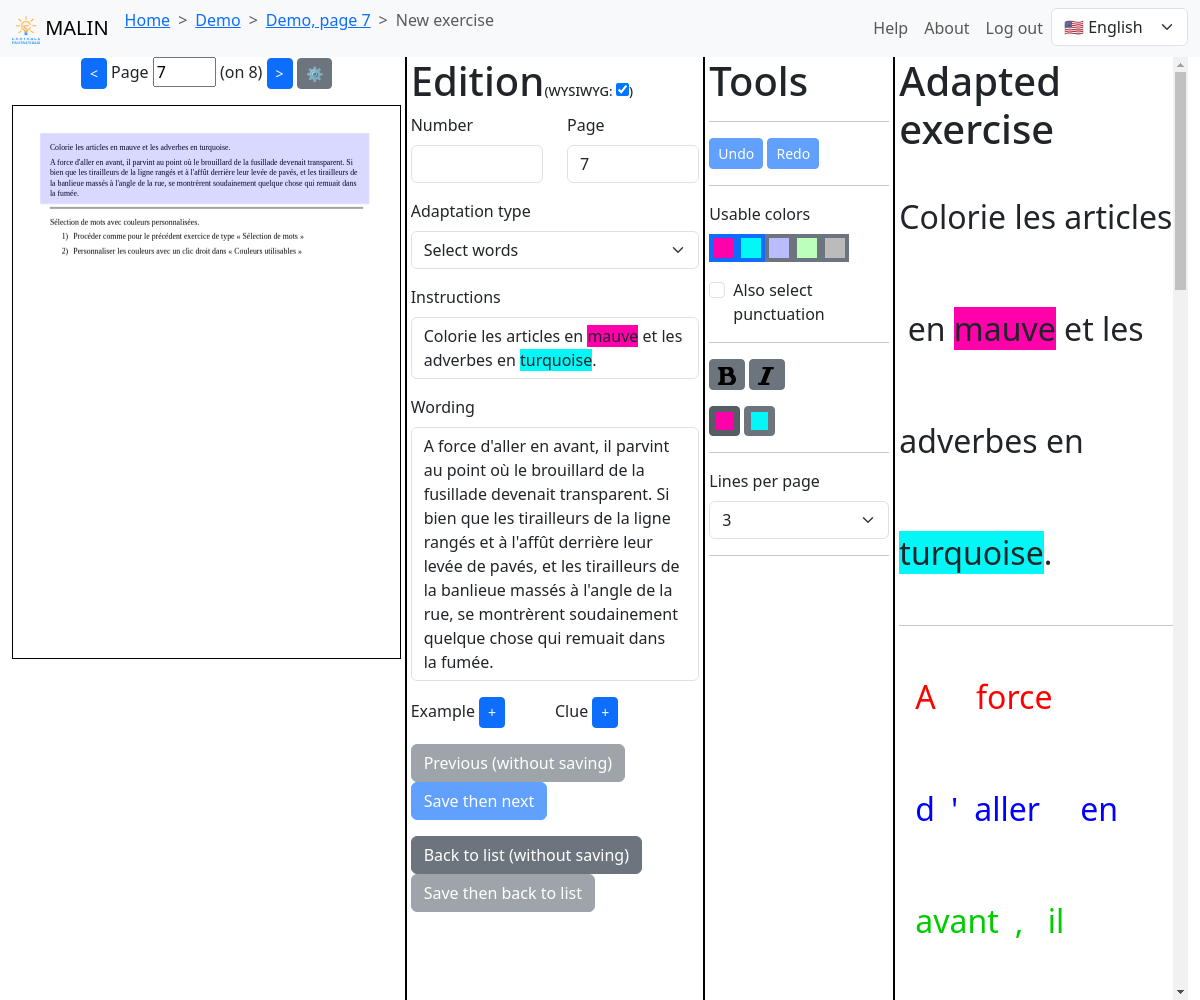 MALIN
Home > Demo > Demo, page 7 > New exercise
Help About Log out 🇺🇸 English
< Page 7 (on 8) >
Colorie les articles en mauve et les adverbes en turquoise.
A force d'aller en avant, il parvint au point où le brouillard de la fusillade devenait transparent. Si
bien que les tirailleurs de la ligne rangés et à l'affût derrière leur levée de pavés, et les tirailleurs de
la banlieue massés à l'angle de la rue, se montrèrent soudainement quelque chose qui remuait dans
la fumée.
Sélection de mots avec couleurs personnalisées.
1) Procéder comme pour le précédent exercice de type « Sélection de mots »
2) Personnaliser les couleurs avec un clic droit dans « Couleurs utilisables »
Edition(WYSIWYG: )
Number Page
7
Adaptation type
Select words
Instructions
Colorie les articles en mauve et les
adverbes en turquoise.
Wording
A force d'aller en avant, il parvint
au point où le brouillard de la
fusillade devenait transparent. Si
bien que les tirailleurs de la ligne
rangés et à l'affût derrière leur
levée de pavés, et les tirailleurs de
la banlieue massés à l'angle de la
rue, se montrèrent soudainement
quelque chose qui remuait dans
la fumée.
Example + Clue +
Previous (without saving)
Save then next
Back to list (without saving)
Save then back to list
Tools
Undo Redo
Usable colors
Also select
punctuation
B I
Lines per page
3
Adapted
exercise
Colorie les articles
en mauve et les
adverbes en
turquoise.
A force
d ' aller en
avant , il